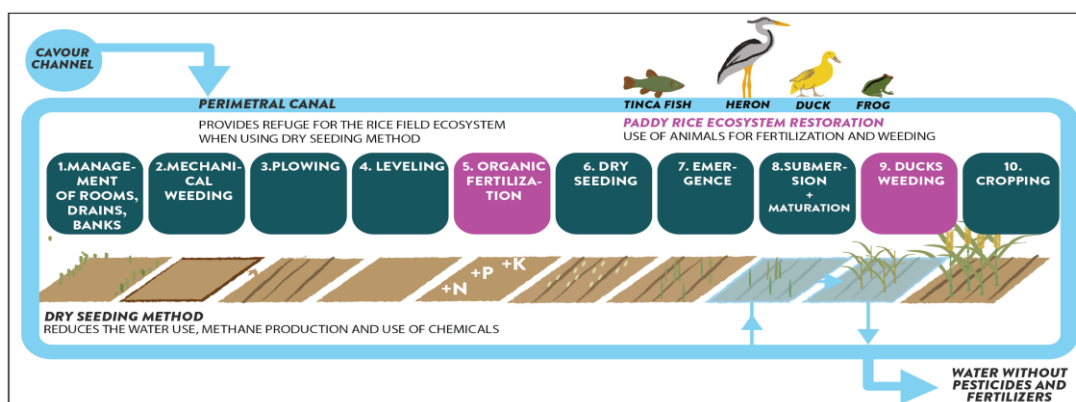 CAVOUR
CHANNEL
TINCA FISH
HERON
DUCK
FROG
PERIMETRAL CANAL
PROVIDES REFUGE FOR THE RICE FIELD ECOSYSTEM
WHEN USING DRY SEEDING METHOD
PADDY RICE ECOSYSTEM RESTORATION
USE OF ANIMALS FOR FERTILIZATION AND WEEDING
1.MANAGE-
MENT
OF ROOMS,
DRAINS,
BANKS
2.MECHANI-
CAL
WEEDING
3.PLOWING
4. LEVELING
5. ORGANIC
FERTILIZA-
TION
6. DRY
SEEDING
7. EMER-
GENCE
8.SUBMER-
SION
+
MATURATION
9. DUCKS
WEEDING
10.
CROPPING
+N
+P
+K
DRY SEEDING METHOD
REDUCES THE WATER USE, METHANE PRODUCTION AND USE OF CHEMICALS
WATER WITHOUT
PESTICIDES AND
FERTILIZERS